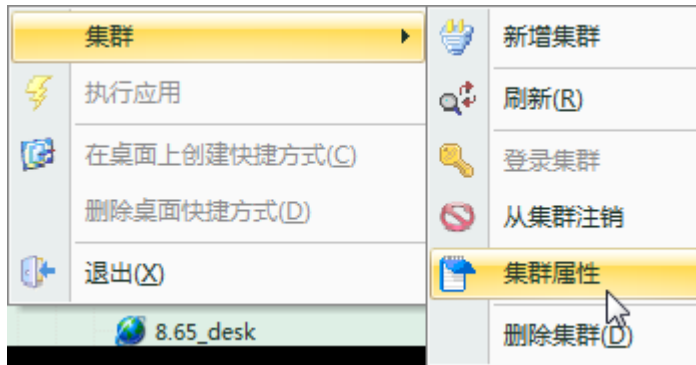 集群
执行应用
在桌面上创建快捷方式(C)
删除桌面快捷方式(D)
退出(X)
8.65_desk
新增集群
刷新(R)
登录集群
从集群注销
集群属性
删除集群(D)